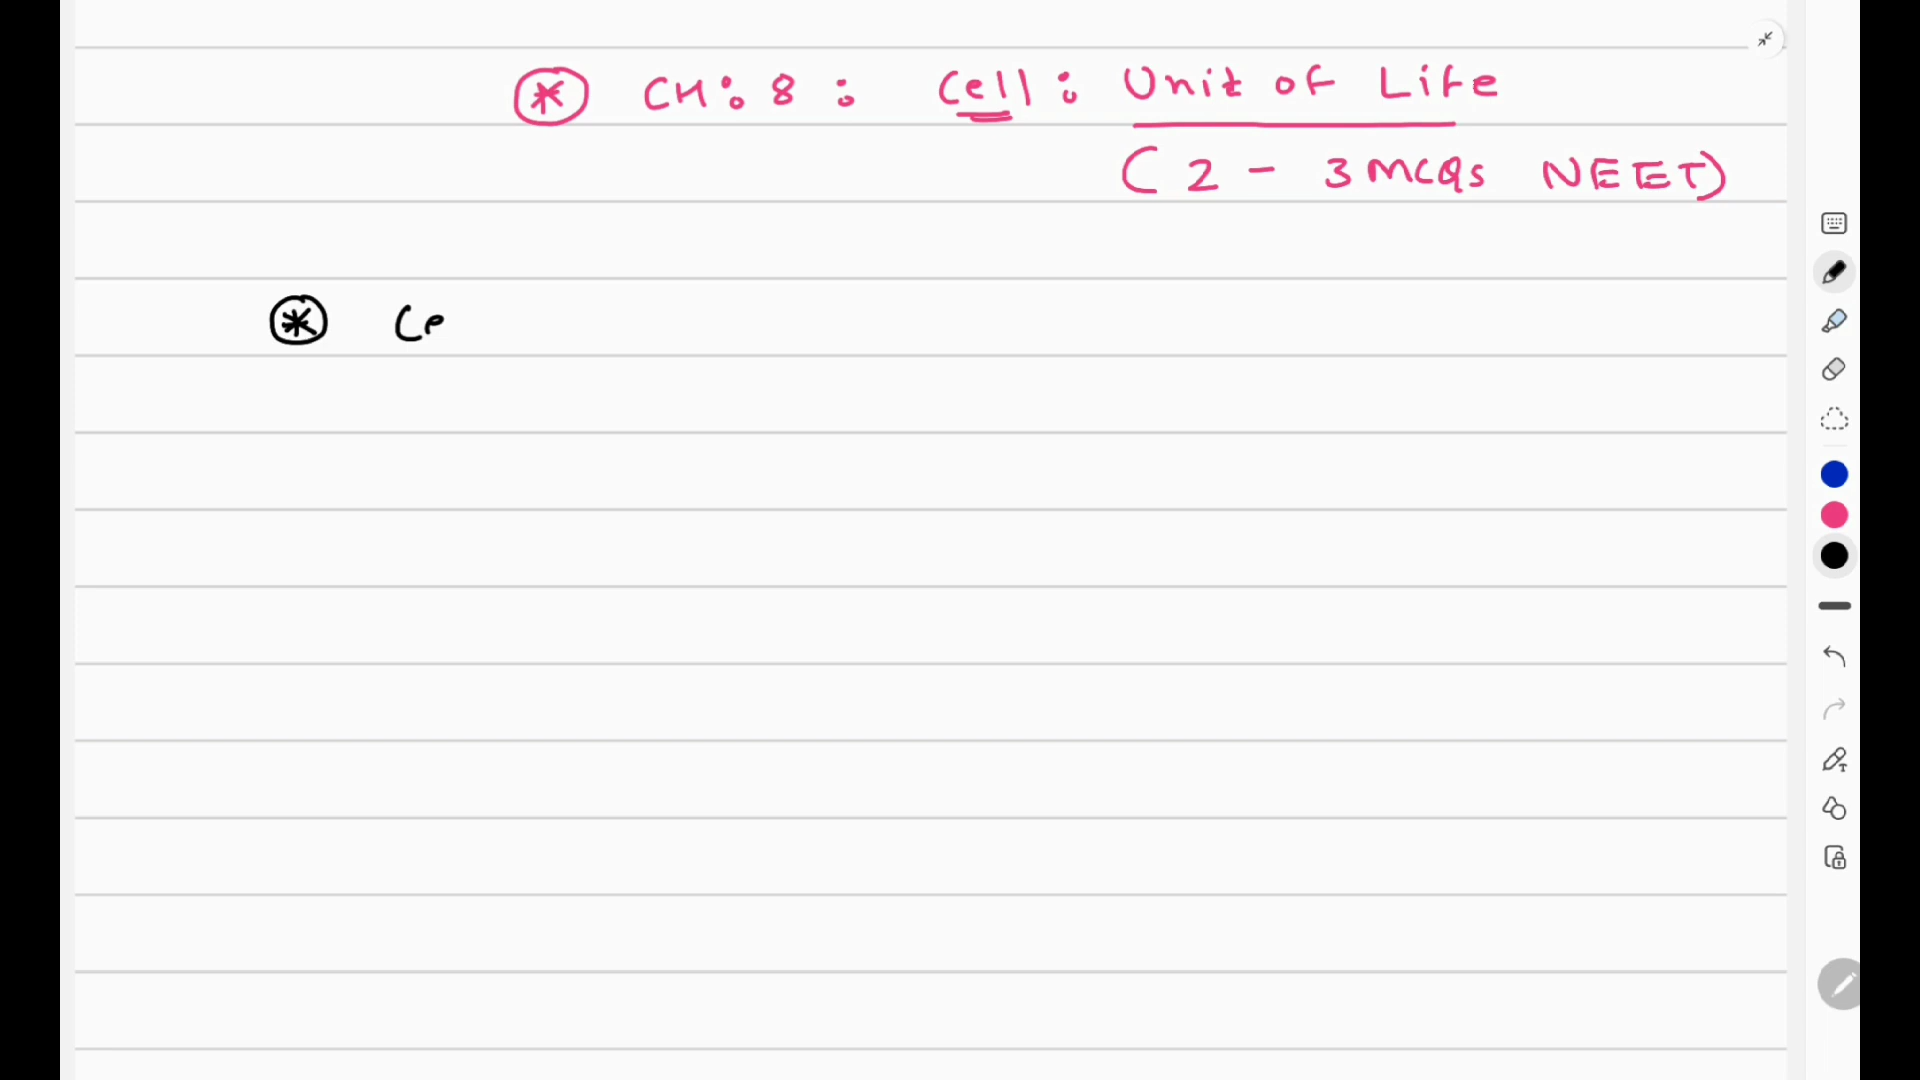 * CH: 8 : Cell : Unit of Life
(2 - 3 MCQs NEET)
* Ce